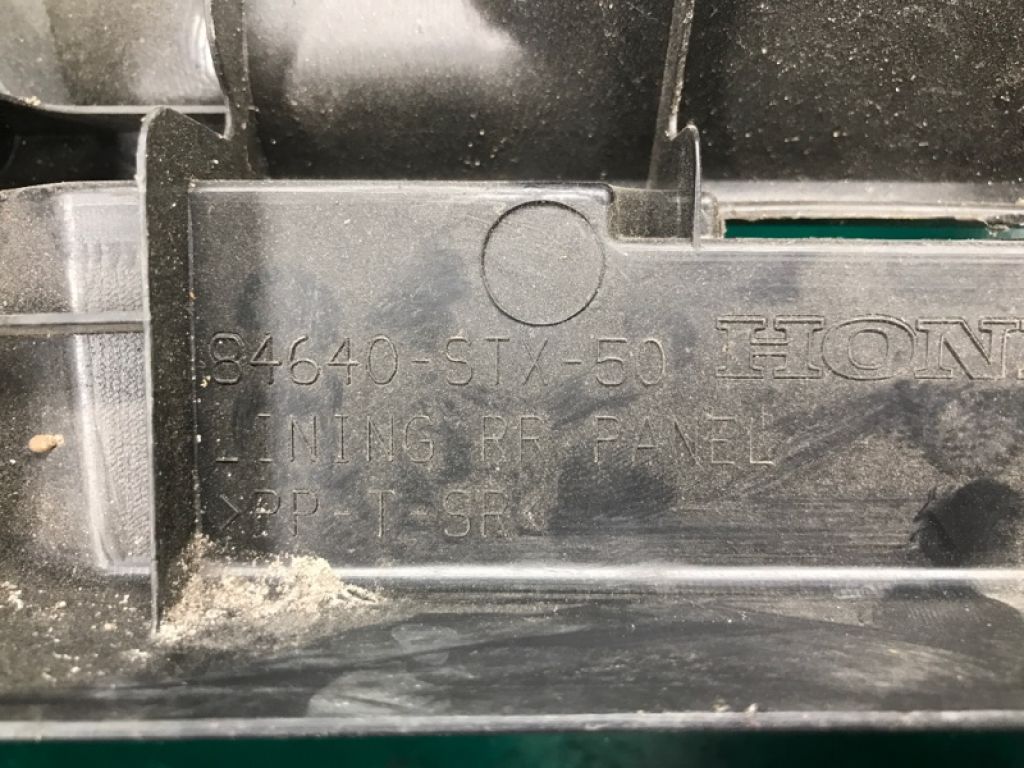 84640-STX-50 HON
LINING RR PANEL
>PP-T-SR<